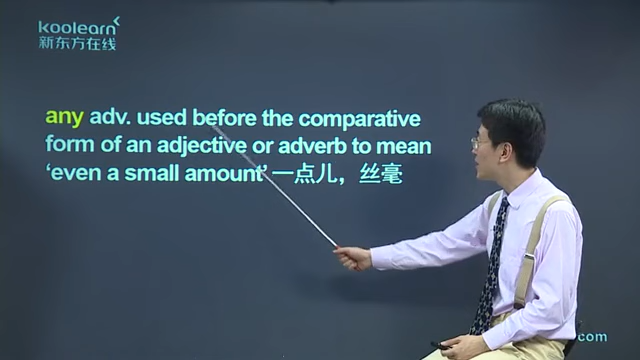 koolearn
新东方在线
any adv. used before the comparative
form of an adjective or adverb to mean
‘even a small amount’ 一点儿，丝毫
com